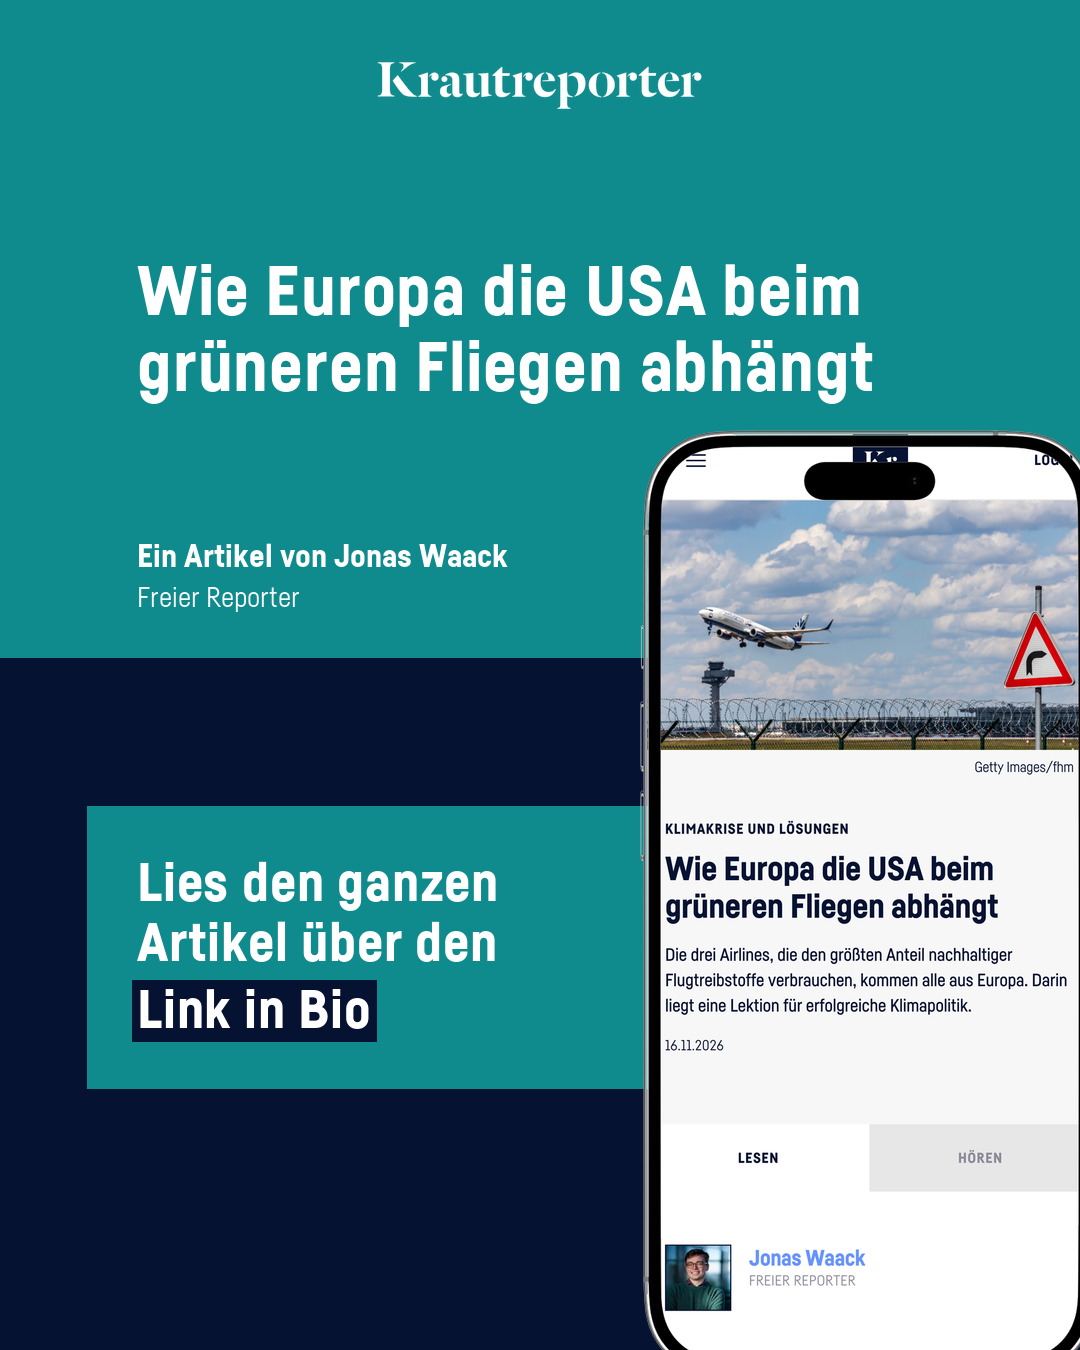 Krautreporter
Wie Europa die USA beim
grüneren Fliegen abhängt
Ein Artikel von Jonas Waack
Freier Reporter
Lies den ganzen
Artikel über den
Link in Bio
Kr
Getty Images/fhm
KLIMAKRISE UND LÖSUNGEN
Wie Europa die USA beim
grüneren Fliegen abhängt
Die drei Airlines, die den größten Anteil nachhaltiger
Flugtreibstoffe verbrauchen, kommen alle aus Europa. Darin
liegt eine Lektion für erfolgreiche Klimapolitik.
16.11.2026
LESEN
HÖREN
Jonas Waack
FREIER REPORTER